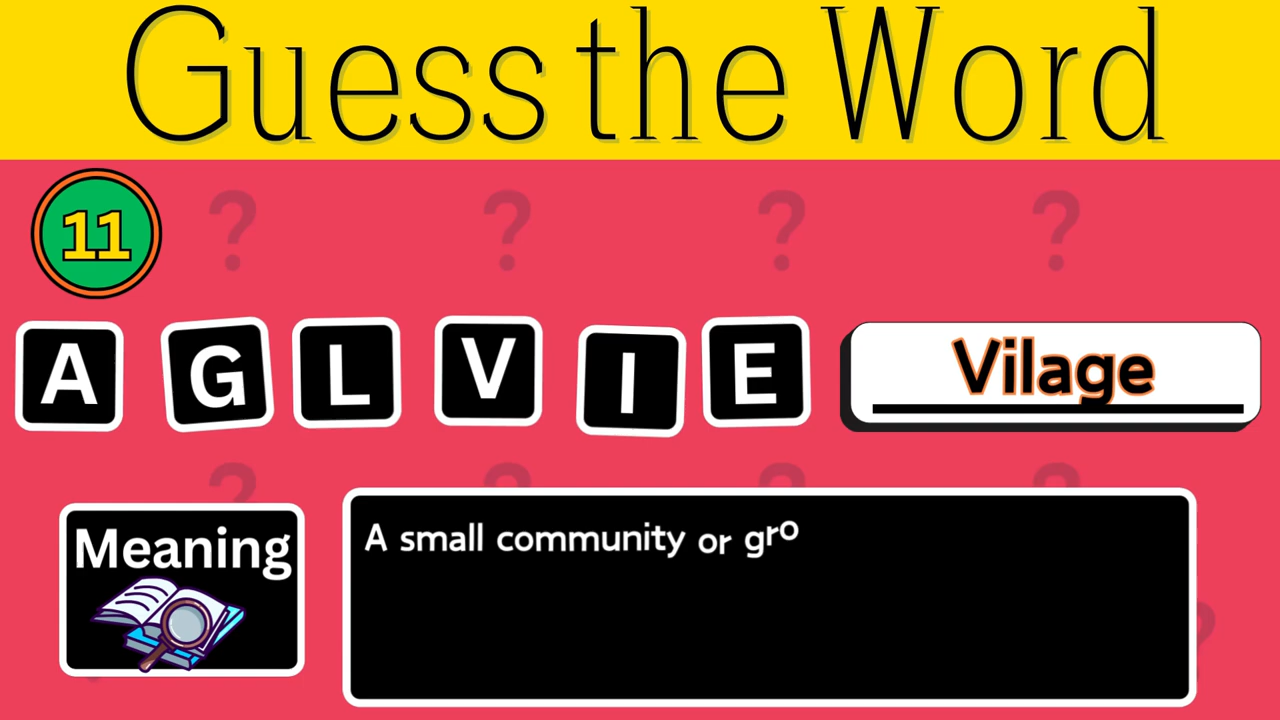 Guess the Word
11
A G L V I E
Vilage
Meaning
A small community or gro